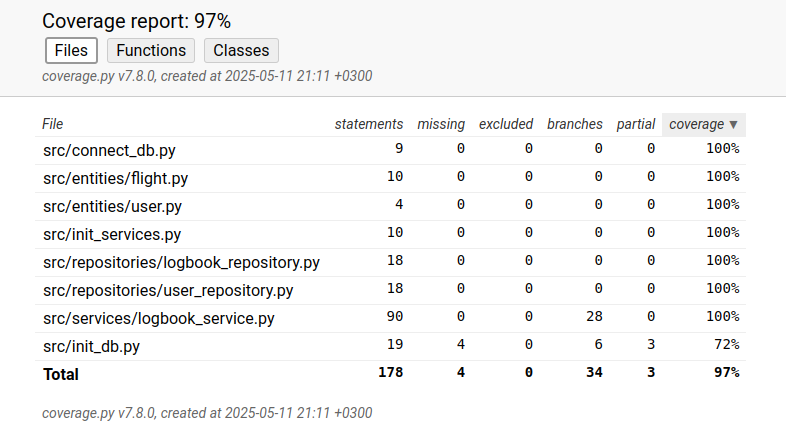 Coverage report: 97%
Files Functions Classes
coverage.py v7.8.0, created at 2025-05-11 21:11 +0300
File statements missing excluded branches partial coverage ▼
src/connect_db.py 9 0 0 0 0 100%
src/entities/flight.py 10 0 0 0 0 100%
src/entities/user.py 4 0 0 0 0 100%
src/init_services.py 10 0 0 0 0 100%
src/repositories/logbook_repository.py 18 0 0 0 0 100%
src/repositories/user_repository.py 18 0 0 0 0 100%
src/services/logbook_service.py 90 0 0 28 0 100%
src/init_db.py 19 4 0 6 3 72%
Total 178 4 0 34 3 97%
coverage.py v7.8.0, created at 2025-05-11 21:11 +0300